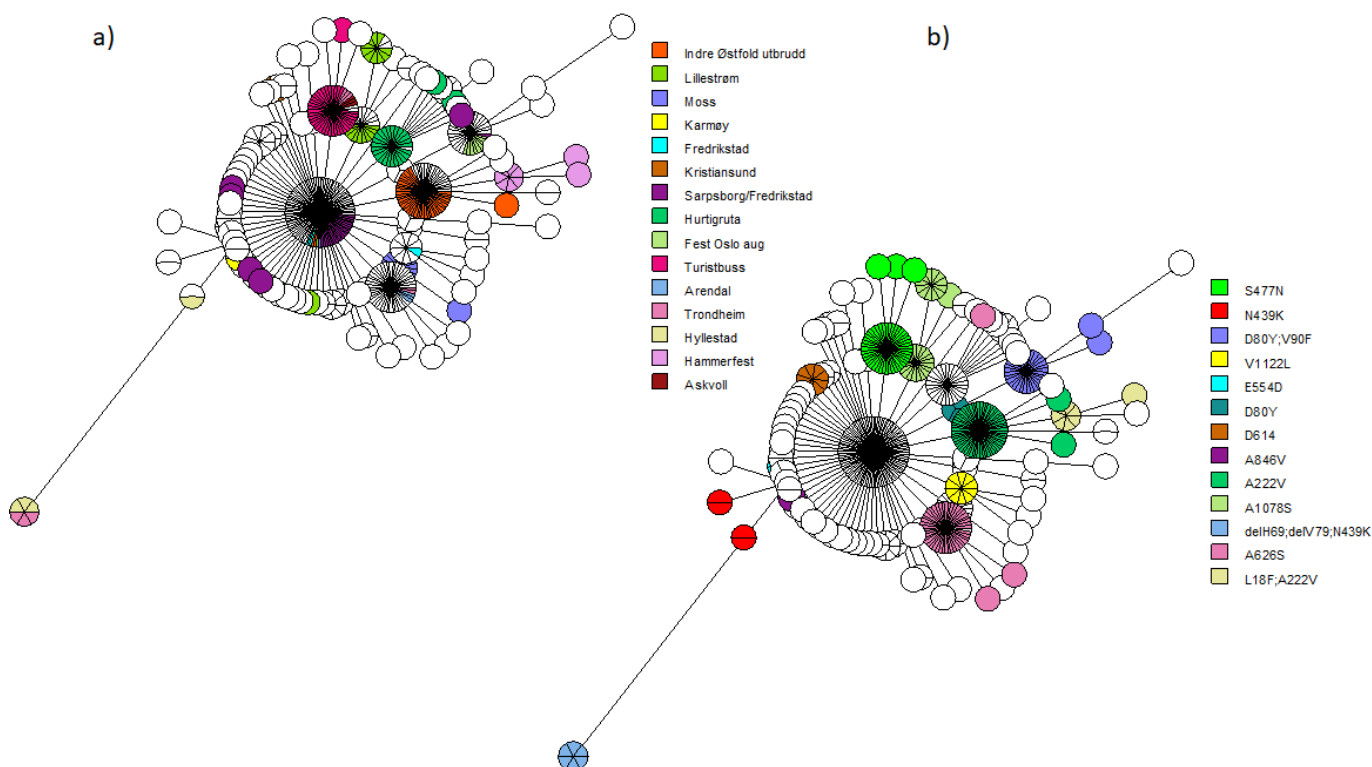 a)
Indre Østfold utbrudd
Lillestrøm
Moss
Karmøy
Fredrikstad
Kristiansund
Sarpsborg/Fredrikstad
Hurtigruta
Fest Oslo aug
Turistbuss
Arendal
Trondheim
Hyllestad
Hammerfest
Askvoll
b)
S477N
N439K
D80Y;V90F
V1122L
E554D
D80Y
D614
A846V
A222V
A1078S
delH69;delV79;N439K
A626S
L18F;A222V